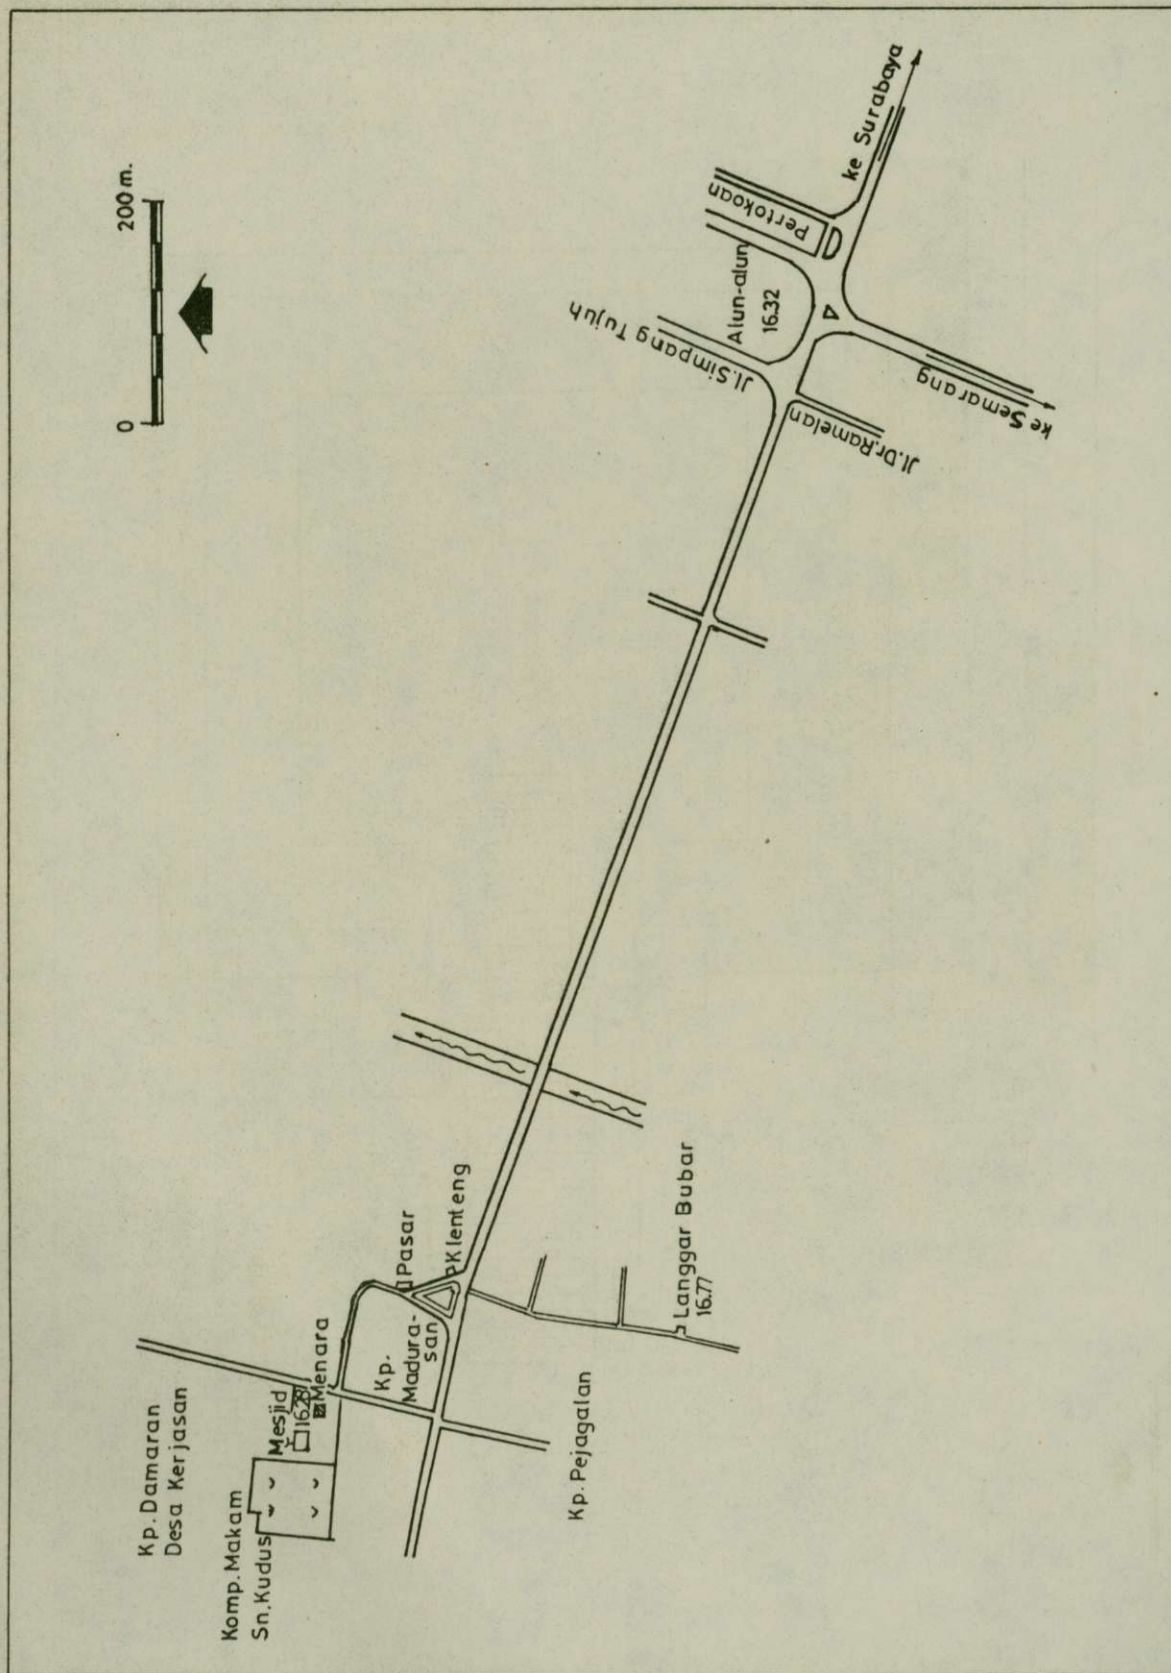 0
200 m.
Kp. Damaran
Desa Kerjasan
Komp. Makam
Sn. Kudus
Mesjid
1628
Menara
Kp.
Madura-
san
Pasar
Klenteng
Kp. Pejagalan
Langgar Bubar
16.77
Jl. Simpang Tujuh
Alun-alun
16.32
Pertokoan
Jl. Dr. Ramelan
ke Surabaya
ke Semarang